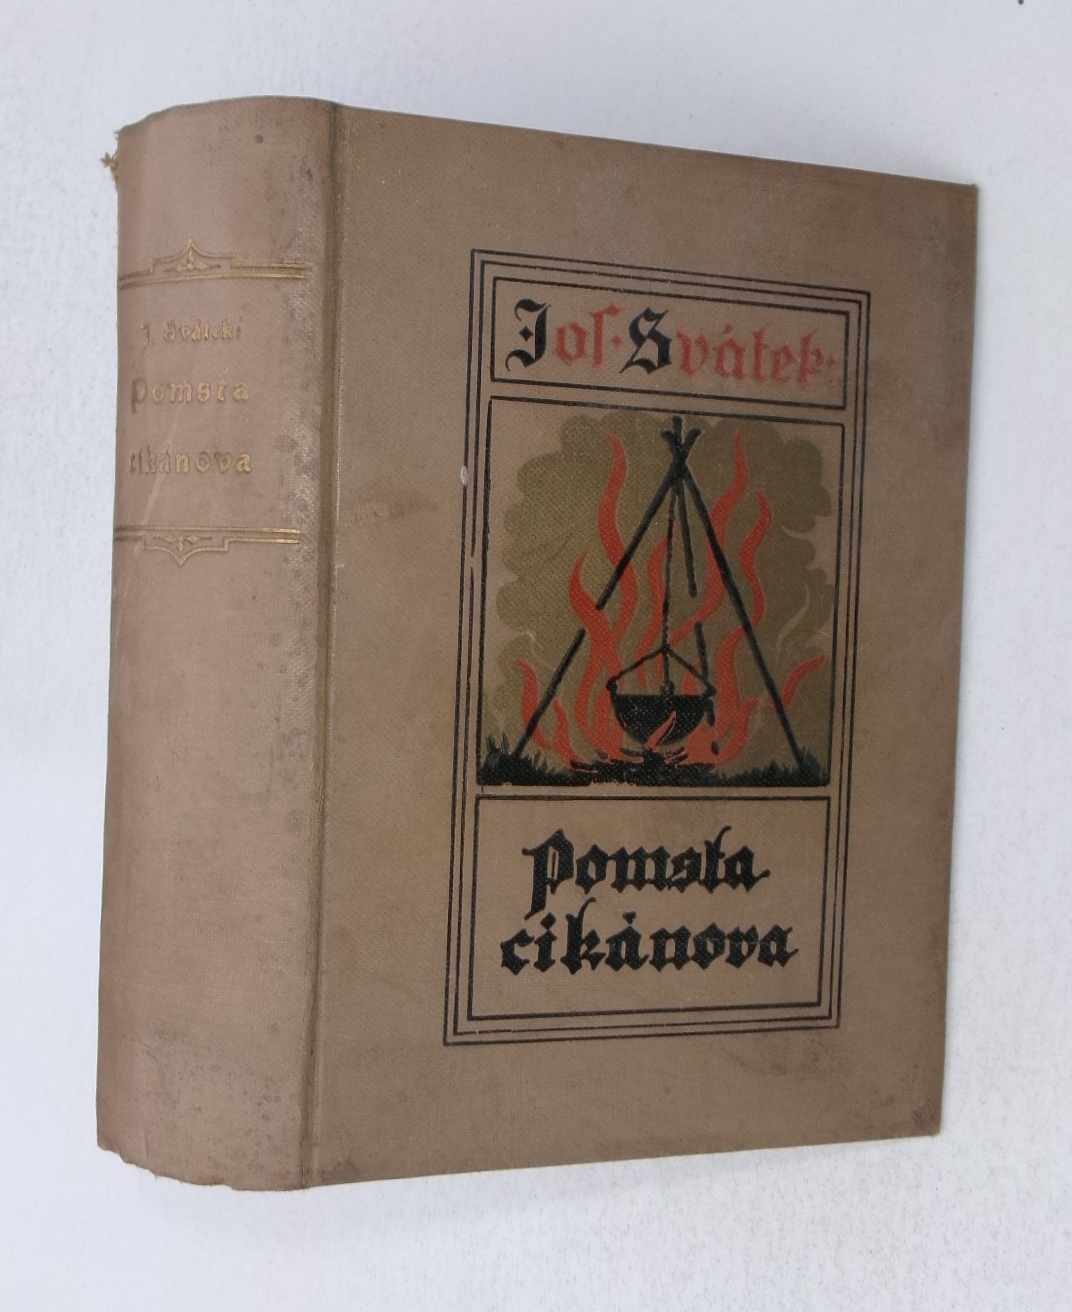 J. Svátek:
Pomsta
cikánova
Jos. Svátek:
Pomsta
cikánova